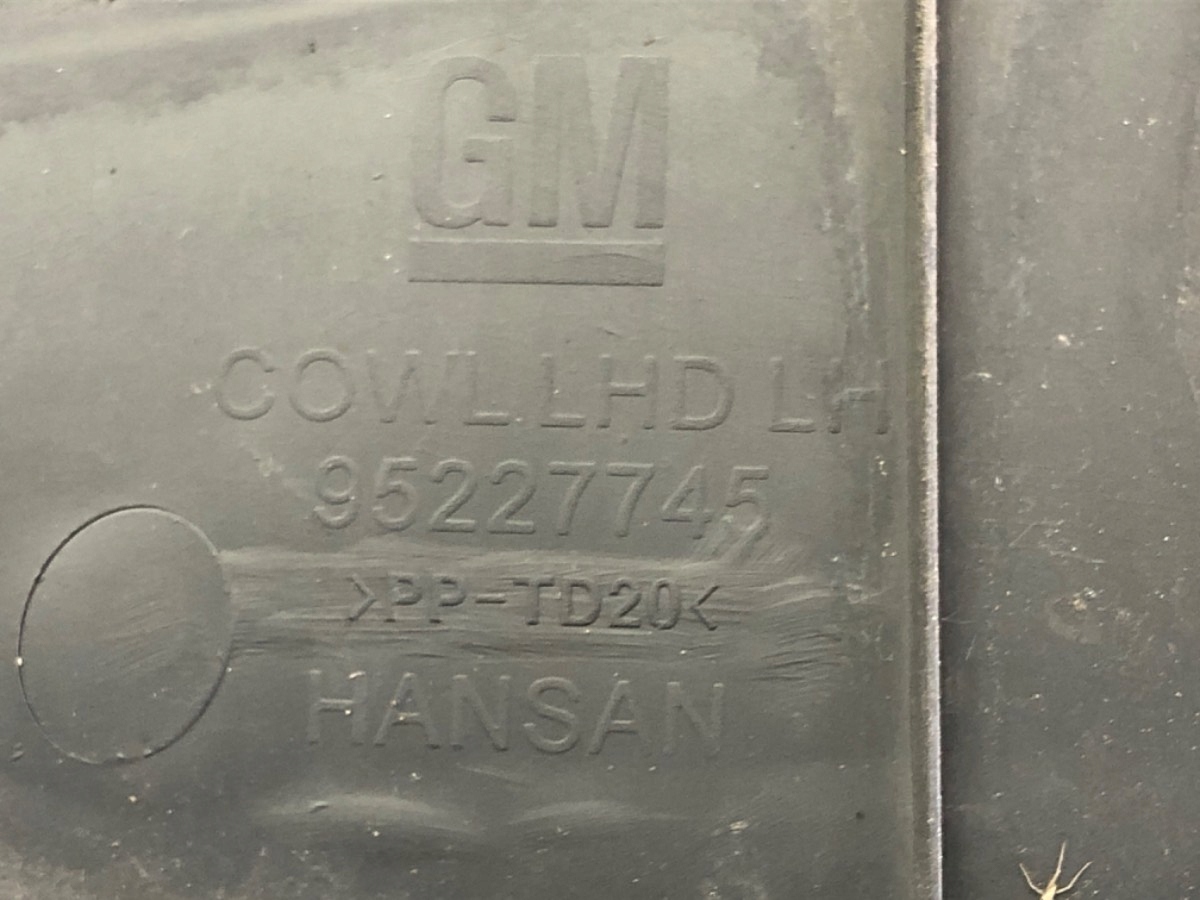 GM
COWL LHD LH
95227745
>PP-TD20<
HANSAN